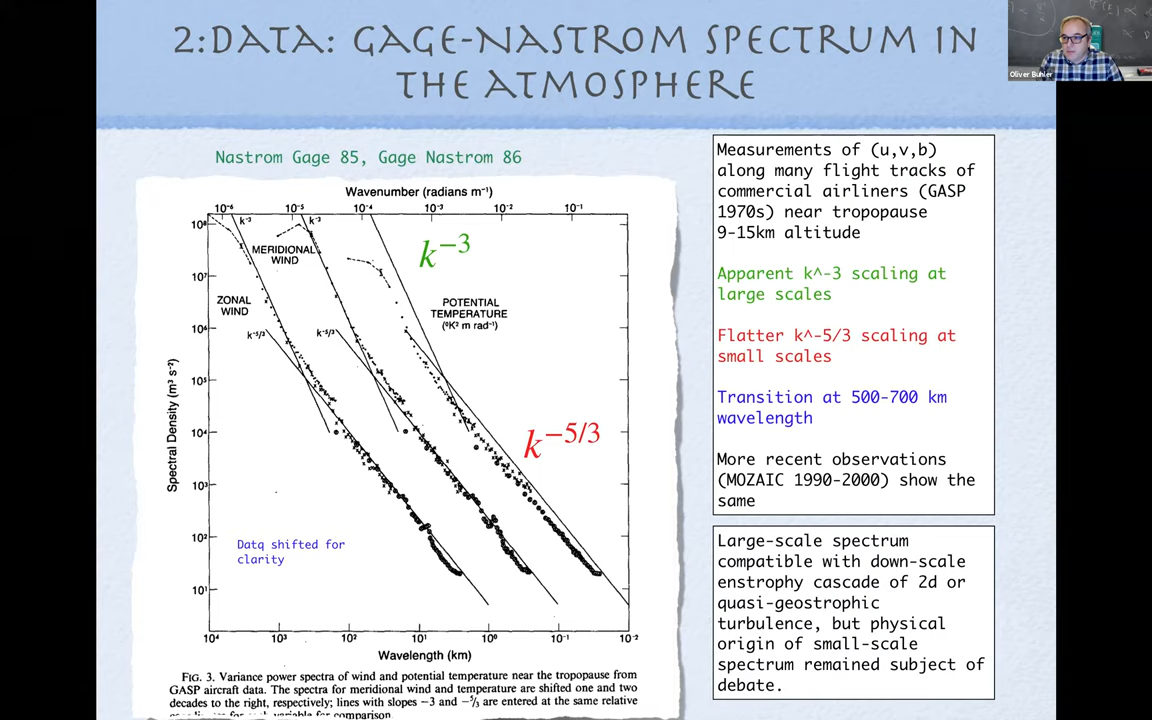 2:DATA: GAGE-NASTROM SPECTRUM IN
THE ATMOSPHERE
Oliver Buhler
Nastrom Gage 85, Gage Nastrom 86
Wavenumber (radians m⁻¹)
10⁻⁶ 10⁻⁵ 10⁻⁴ 10⁻³ 10⁻² 10⁻¹
10⁸
10⁷
10⁶
10⁵
10⁴
10³
10²
10¹
Spectral Density (m³ s⁻²)
k⁻³
k⁻³
MERIDIONAL
WIND
k⁻³
ZONAL
WIND
POTENTIAL
TEMPERATURE
(°K² m rad⁻¹)
k⁻⁵/³
k⁻⁵/³
k⁻⁵/³
Datq shifted for
clarity
10⁴ 10³ 10² 10¹ 10⁰ 10⁻¹ 10⁻²
Wavelength (km)
FIG. 3. Variance power spectra of wind and potential temperature near the tropopause from
GASP aircraft data. The spectra for meridional wind and temperature are shifted one and two
decades to the right, respectively; lines with slopes −3 and −⁵/₃ are entered at the same relative
for comparison.
Measurements of (u,v,b)
along many flight tracks of
commercial airliners (GASP
1970s) near tropopause
9-15km altitude
Apparent k^-3 scaling at
large scales
Flatter k^-5/3 scaling at
small scales
Transition at 500-700 km
wavelength
More recent observations
(MOZAIC 1990-2000) show the
same
Large-scale spectrum
compatible with down-scale
enstrophy cascade of 2d or
quasi-geostrophic
turbulence, but physical
origin of small-scale
spectrum remained subject of
debate.